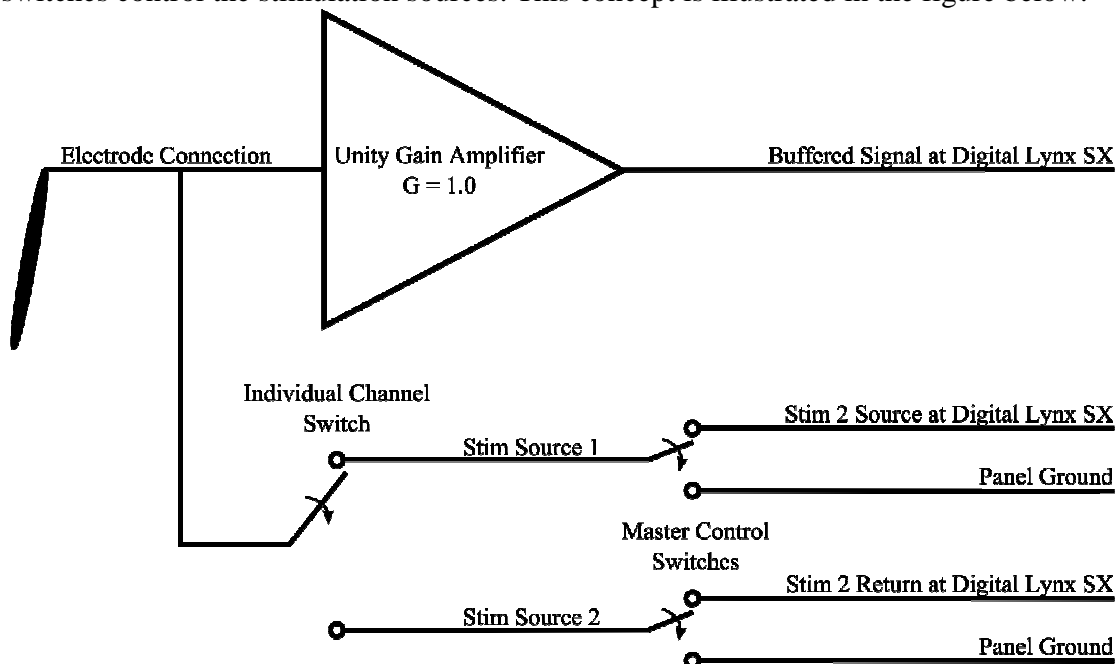 switches control the stimulation sources. This concept is illustrated in the figure below.
Electrode Connection
Unity Gain Amplifier
G = 1.0
Buffered Signal at Digital Lynx SX
Individual Channel
Switch
Stim Source 1
Stim 2 Source at Digital Lynx SX
Panel Ground
Master Control
Switches
Stim Source 2
Stim 2 Return at Digital Lynx SX
Panel Ground